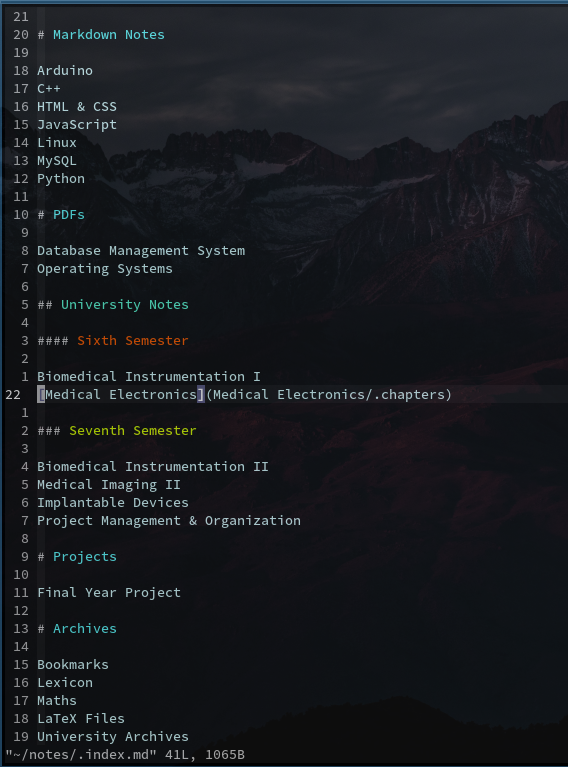 21
20 # Markdown Notes
19
18 Arduino
17 C++
16 HTML & CSS
15 JavaScript
14 Linux
13 MySQL
12 Python
11
10 # PDFs
9
8 Database Management System
7 Operating Systems
6
5 ## University Notes
4
3 #### Sixth Semester
2
1 Biomedical Instrumentation I
22 [Medical Electronics](Medical Electronics/.chapters)
1
2 ### Seventh Semester
3
4 Biomedical Instrumentation II
5 Medical Imaging II
6 Implantable Devices
7 Project Management & Organization
8
9 # Projects
10
11 Final Year Project
12
13 # Archives
14
15 Bookmarks
16 Lexicon
17 Maths
18 LaTeX Files
19 University Archives
"~/notes/.index.md" 41L, 1065B